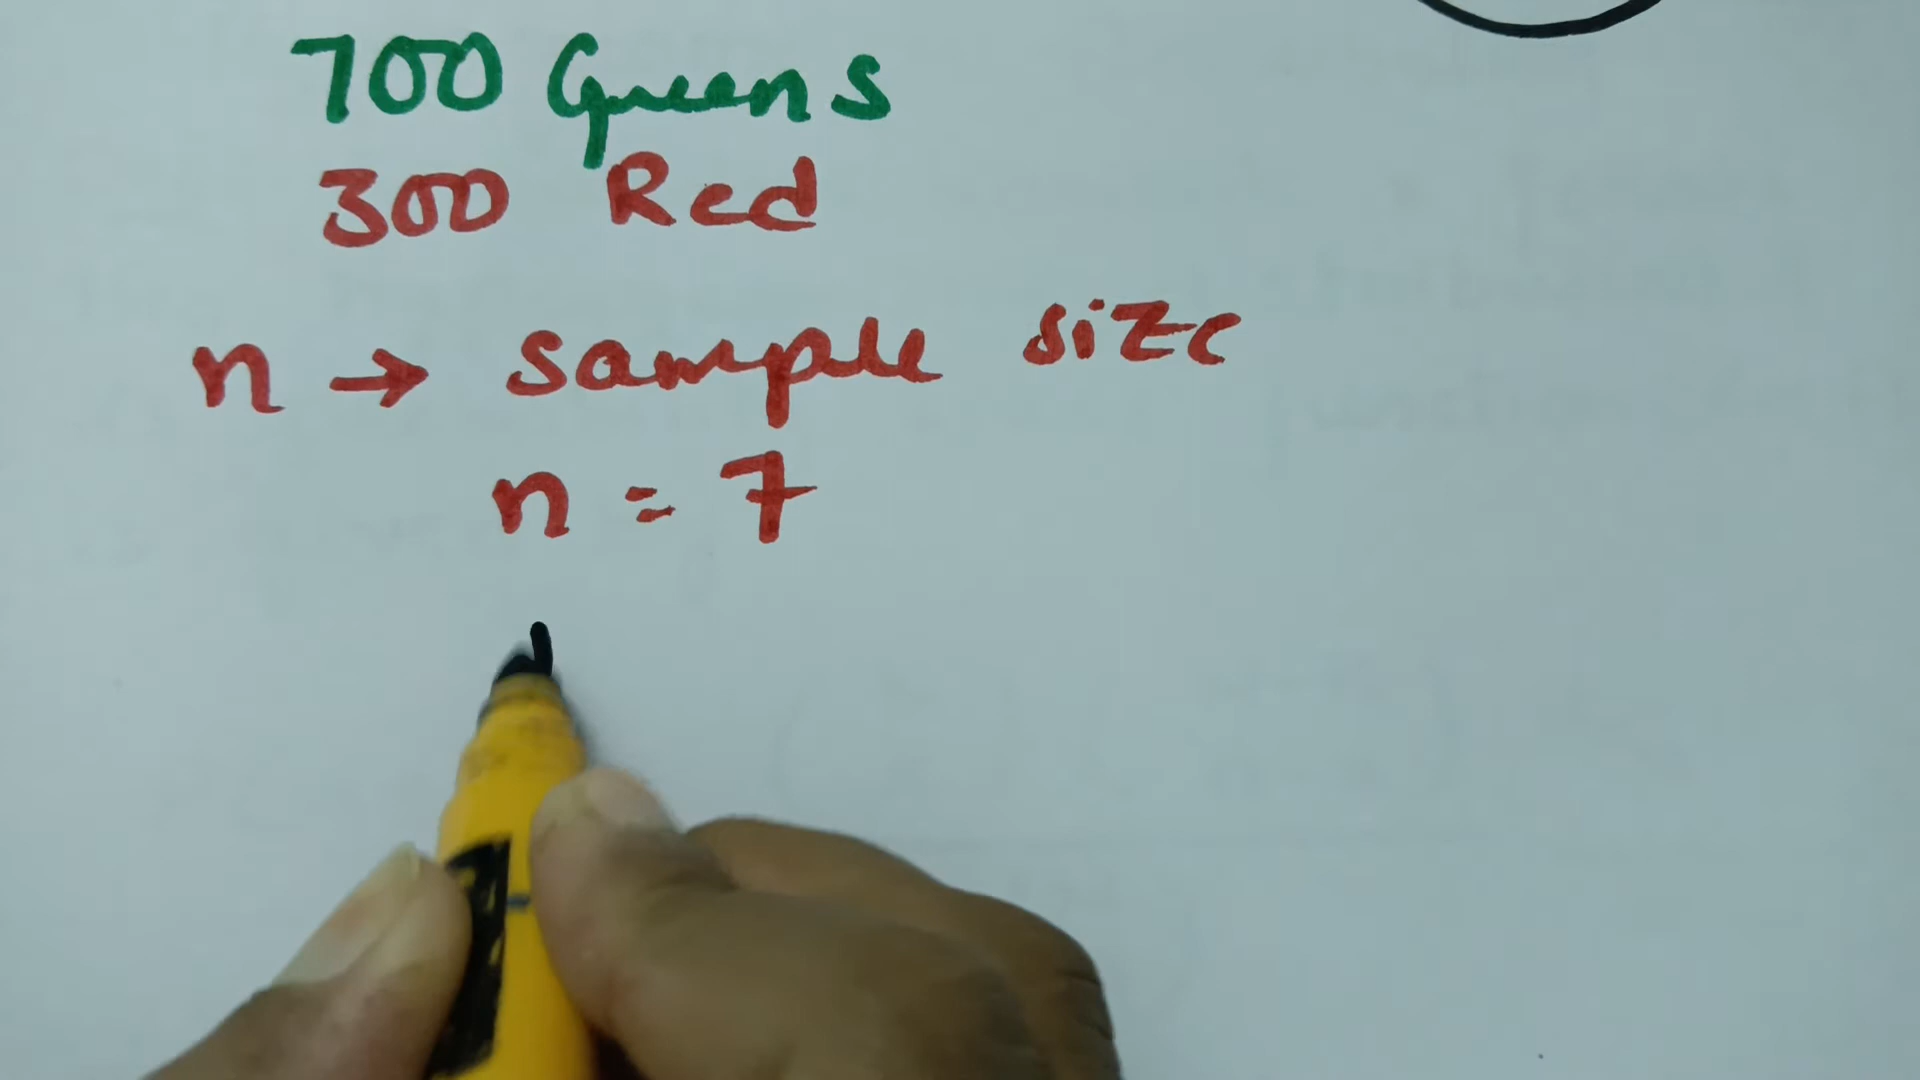 700 Greens
300 Red
n → sample size
n = 7